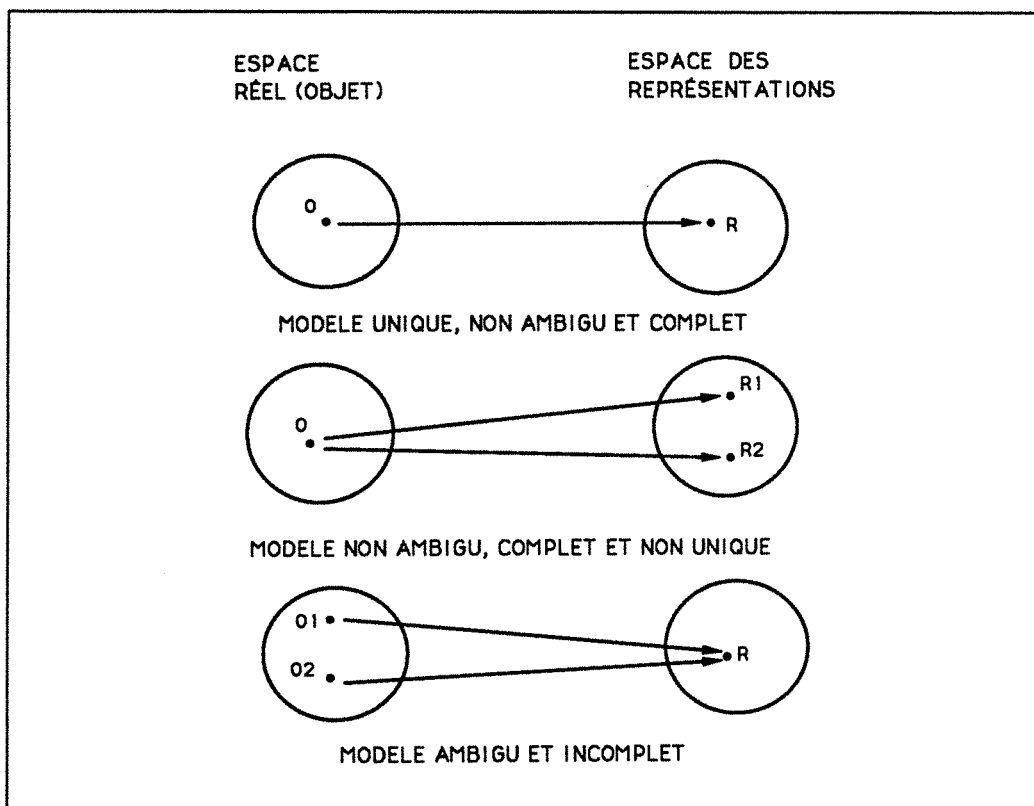 ESPACE
RÉEL (OBJET)
ESPACE DES
REPRÉSENTATIONS
O
R
MODELE UNIQUE, NON AMBIGU ET COMPLET
O
R1
R2
MODELE NON AMBIGU, COMPLET ET NON UNIQUE
O1
O2
R
MODELE AMBIGU ET INCOMPLET